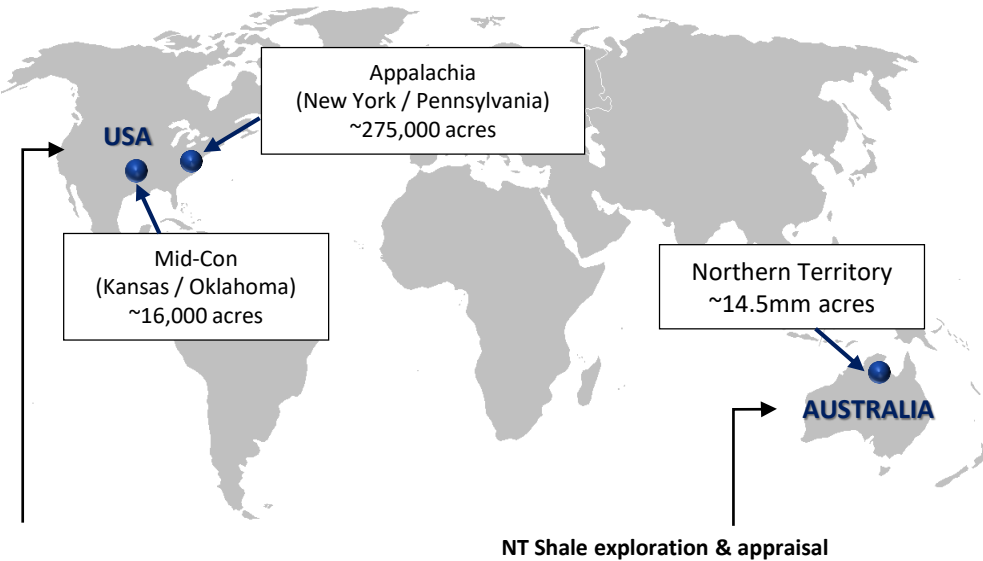 Appalachia
(New York / Pennsylvania)
~275,000 acres
USA
Mid-Con
(Kansas / Oklahoma)
~16,000 acres
Northern Territory
~14.5mm acres
AUSTRALIA
NT Shale exploration & appraisal